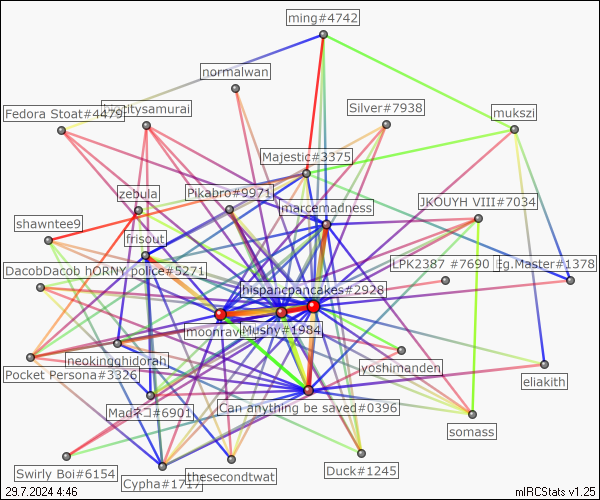 ming#4742
normalwan
Fedora Stoat#4479
citysamurai
Silver#7938
mukszi
Majestic#3375
zebula
Pikabro#9971
marcemadness
JKOUYH VIII#7034
shawntee9
frisout
DacobDacob hORNY police#5271
LPK2387 #7690
Eg.Master#1378
hispancpancakes#2928
moonrave
Mushy#1984
neokingghidorah
Pocket Persona#3326
yoshimanden
eliakith
Madネコ#6901
Can anything be saved#0396
somass
Swirly Boi#6154
Cypha#1717
thesecondtwat
Duck#1245
29.7.2024 4:46
mIRCStats v1.25